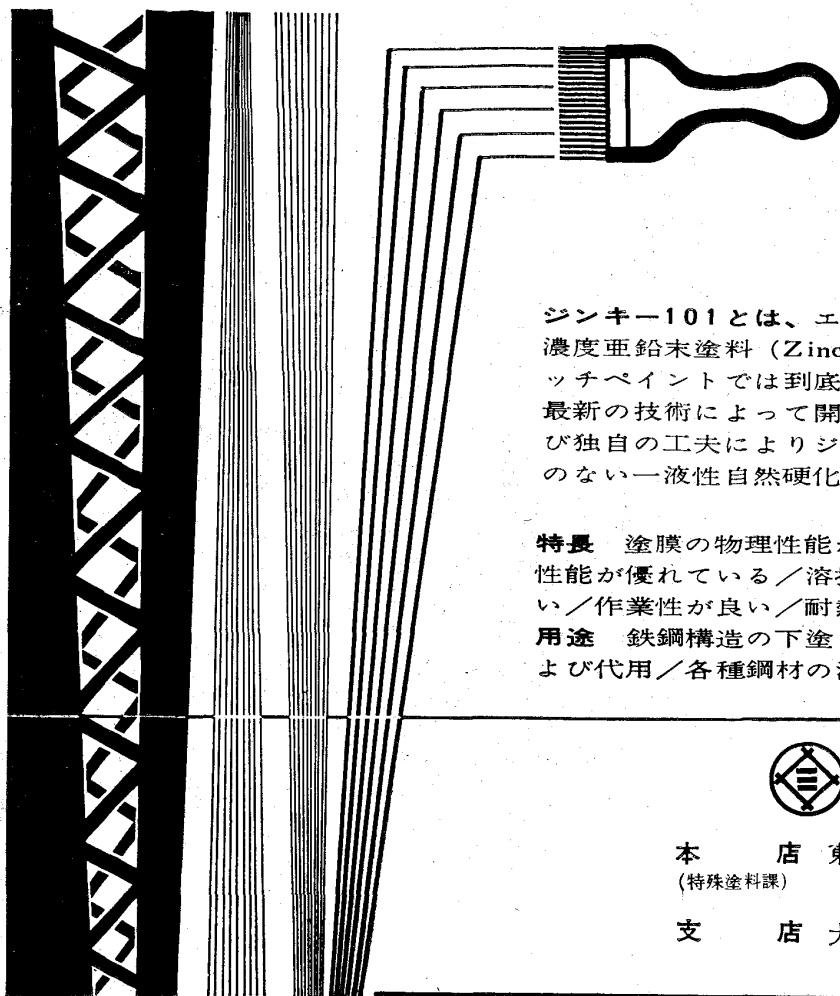 ジンキー101とは、エ
濃度亜鉛末塗料 (Zinc
ッチペイントでは到底
最新の技術によって開
び独自の工夫によりジ
のない一液性自然硬化
特長 塗膜の物理性能
性能が優れている／溶
い／作業性が良い／耐
用途 鉄鋼構造の下塗
よび代用／各種鋼材の
三
本 店
(特殊塗料課)
支 店